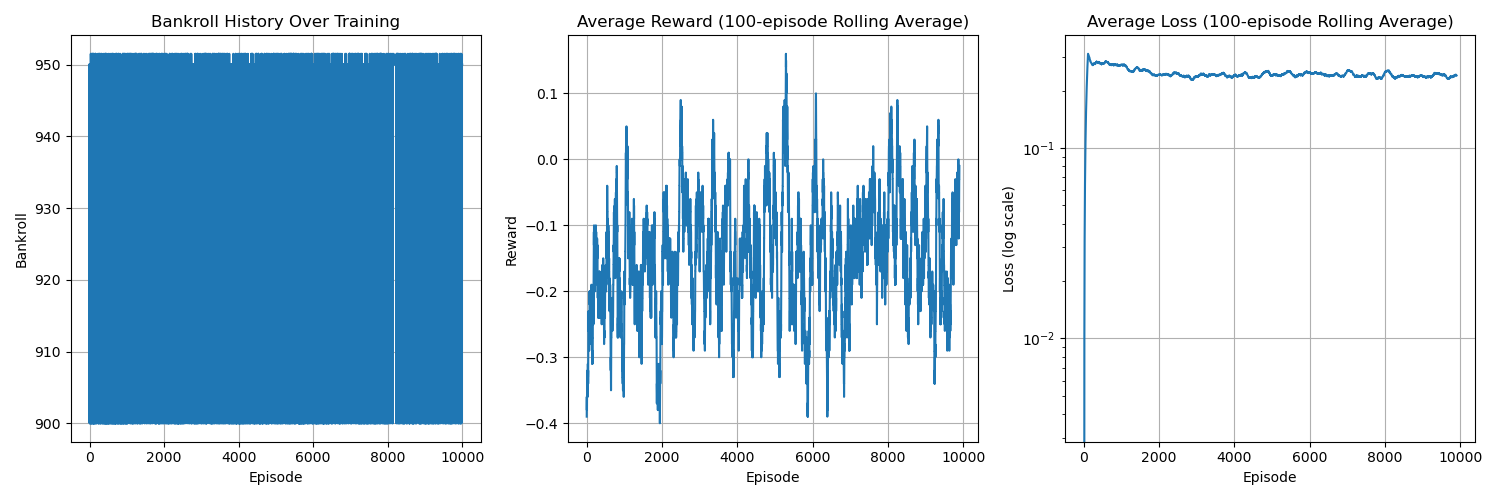 Bankroll History Over Training
Bankroll
950
940
930
920
910
900
0 2000 4000 6000 8000 10000
Episode
Average Reward (100-episode Rolling Average)
Reward
0.1
0.0
−0.1
−0.2
−0.3
−0.4
0 2000 4000 6000 8000 10000
Episode
Average Loss (100-episode Rolling Average)
Loss (log scale)
10⁻¹
10⁻²
0 2000 4000 6000 8000 10000
Episode